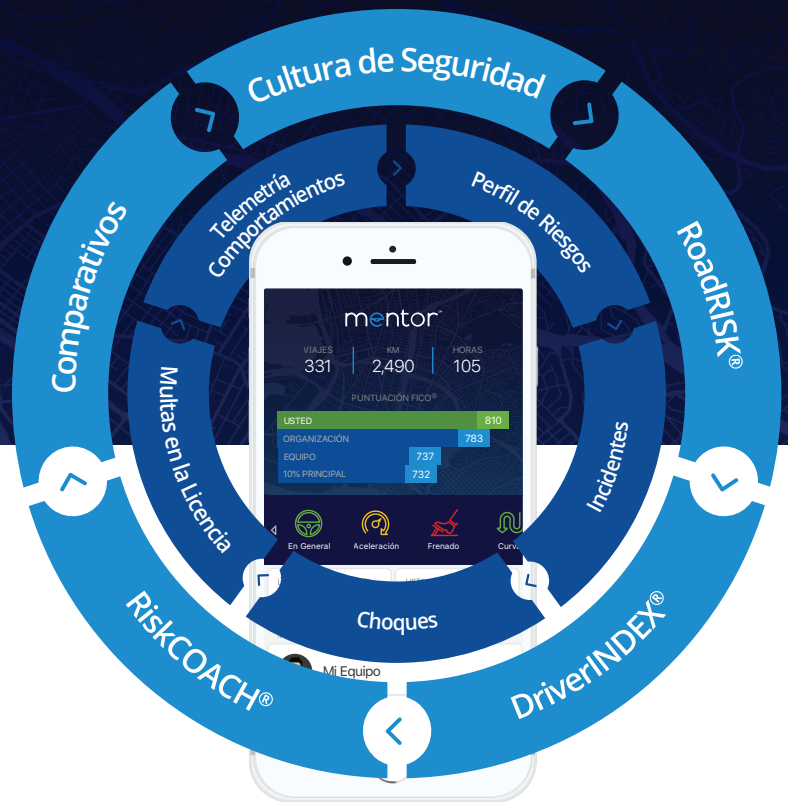 Cultura de Seguridad
RoadRISK®
DriverINDEX®
RiskCOACH®
Comparativos
Telemetría
Comportamientos
Perfil de Riesgos
Incidentes
Choques
Multas en la Licencia
mentor
VIAJES KM HORAS
331 2,490 105
PUNTUACIÓN FICO®
USTED 810
ORGANIZACIÓN 783
EQUIPO 737
10% PRINCIPAL 732
En General Aceleración Frenado
Mi Equipo